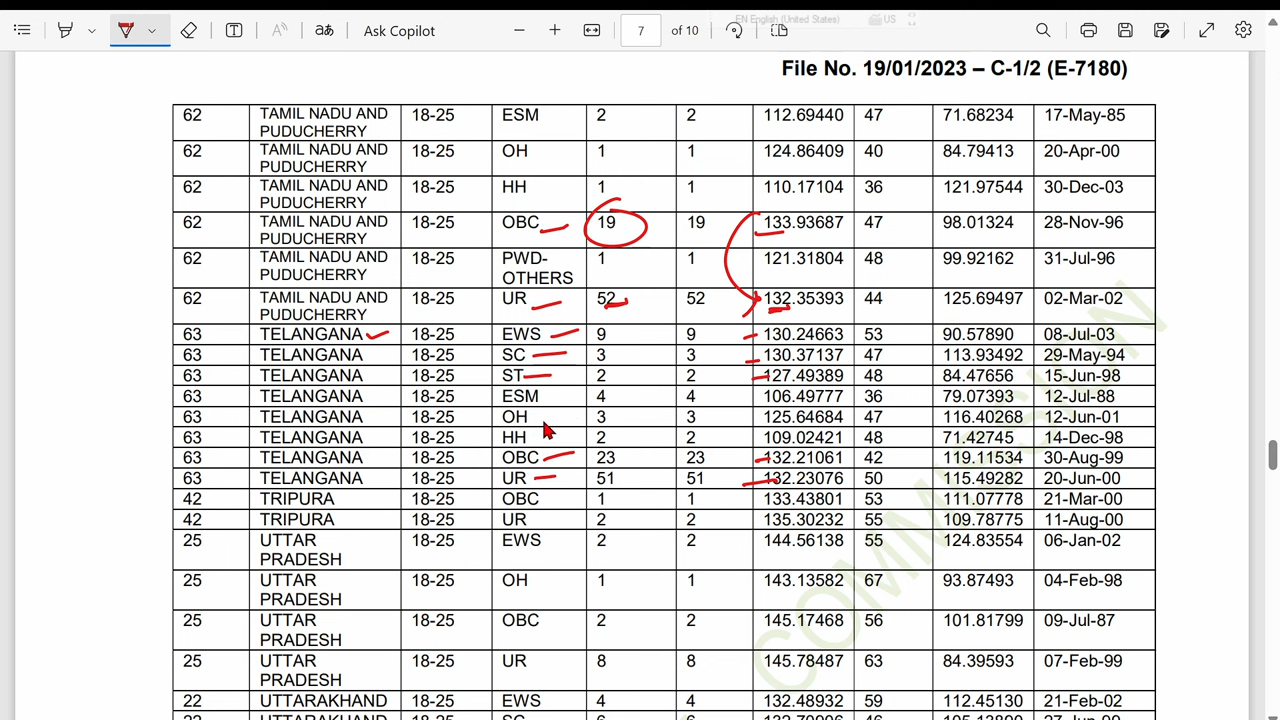 EN English (United States) US
Ask Copilot 7 of 10
File No. 19/01/2023 – C-1/2 (E-7180)
62 TAMIL NADU AND PUDUCHERRY 18-25 ESM 2 2 112.69440 47 71.68234 17-May-85
62 TAMIL NADU AND PUDUCHERRY 18-25 OH 1 1 124.86409 40 84.79413 20-Apr-00
62 TAMIL NADU AND PUDUCHERRY 18-25 HH 1 1 110.17104 36 121.97544 30-Dec-03
62 TAMIL NADU AND PUDUCHERRY 18-25 OBC 19 19 133.93687 47 98.01324 28-Nov-96
62 TAMIL NADU AND PUDUCHERRY 18-25 PWD-OTHERS 1 1 121.31804 48 99.92162 31-Jul-96
62 TAMIL NADU AND PUDUCHERRY 18-25 UR 52 52 132.35393 44 125.69497 02-Mar-02
63 TELANGANA 18-25 EWS 9 9 130.24663 53 90.57890 08-Jul-03
63 TELANGANA 18-25 SC 3 3 130.37137 47 113.93492 29-May-94
63 TELANGANA 18-25 ST 2 2 127.49389 48 84.47656 15-Jun-98
63 TELANGANA 18-25 ESM 4 4 106.49777 36 79.07393 12-Jul-88
63 TELANGANA 18-25 OH 3 3 125.64684 47 116.40268 12-Jun-01
63 TELANGANA 18-25 HH 2 2 109.02421 48 71.42745 14-Dec-98
63 TELANGANA 18-25 OBC 23 23 132.21061 42 119.11534 30-Aug-99
63 TELANGANA 18-25 UR 51 51 132.23076 50 115.49282 20-Jun-00
42 TRIPURA 18-25 OBC 1 1 133.43801 53 111.07778 21-Mar-00
42 TRIPURA 18-25 UR 2 2 135.30232 55 109.78775 11-Aug-00
25 UTTAR PRADESH 18-25 EWS 2 2 144.56138 55 124.83554 06-Jan-02
25 UTTAR PRADESH 18-25 OH 1 1 143.13582 67 93.87493 04-Feb-98
25 UTTAR PRADESH 18-25 OBC 2 2 145.17468 56 101.81799 09-Jul-87
25 UTTAR PRADESH 18-25 UR 8 8 145.78487 63 84.39593 07-Feb-99
22 UTTARAKHAND 18-25 EWS 4 4 132.48932 59 112.45130 21-Feb-02
COMMISSION